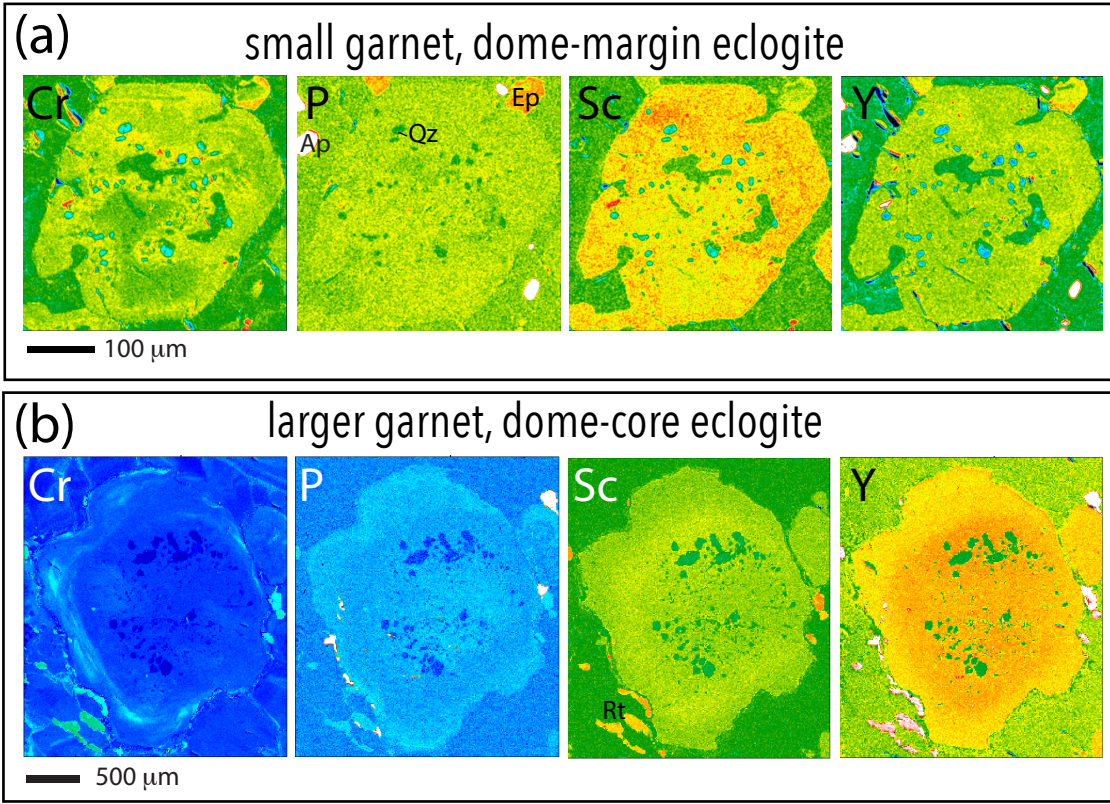 (a)
small garnet, dome-margin eclogite
Cr
P
Sc
Y
Ep
Ap
Qz
100 μm
(b)
larger garnet, dome-core eclogite
Cr
P
Sc
Y
Rt
500 μm